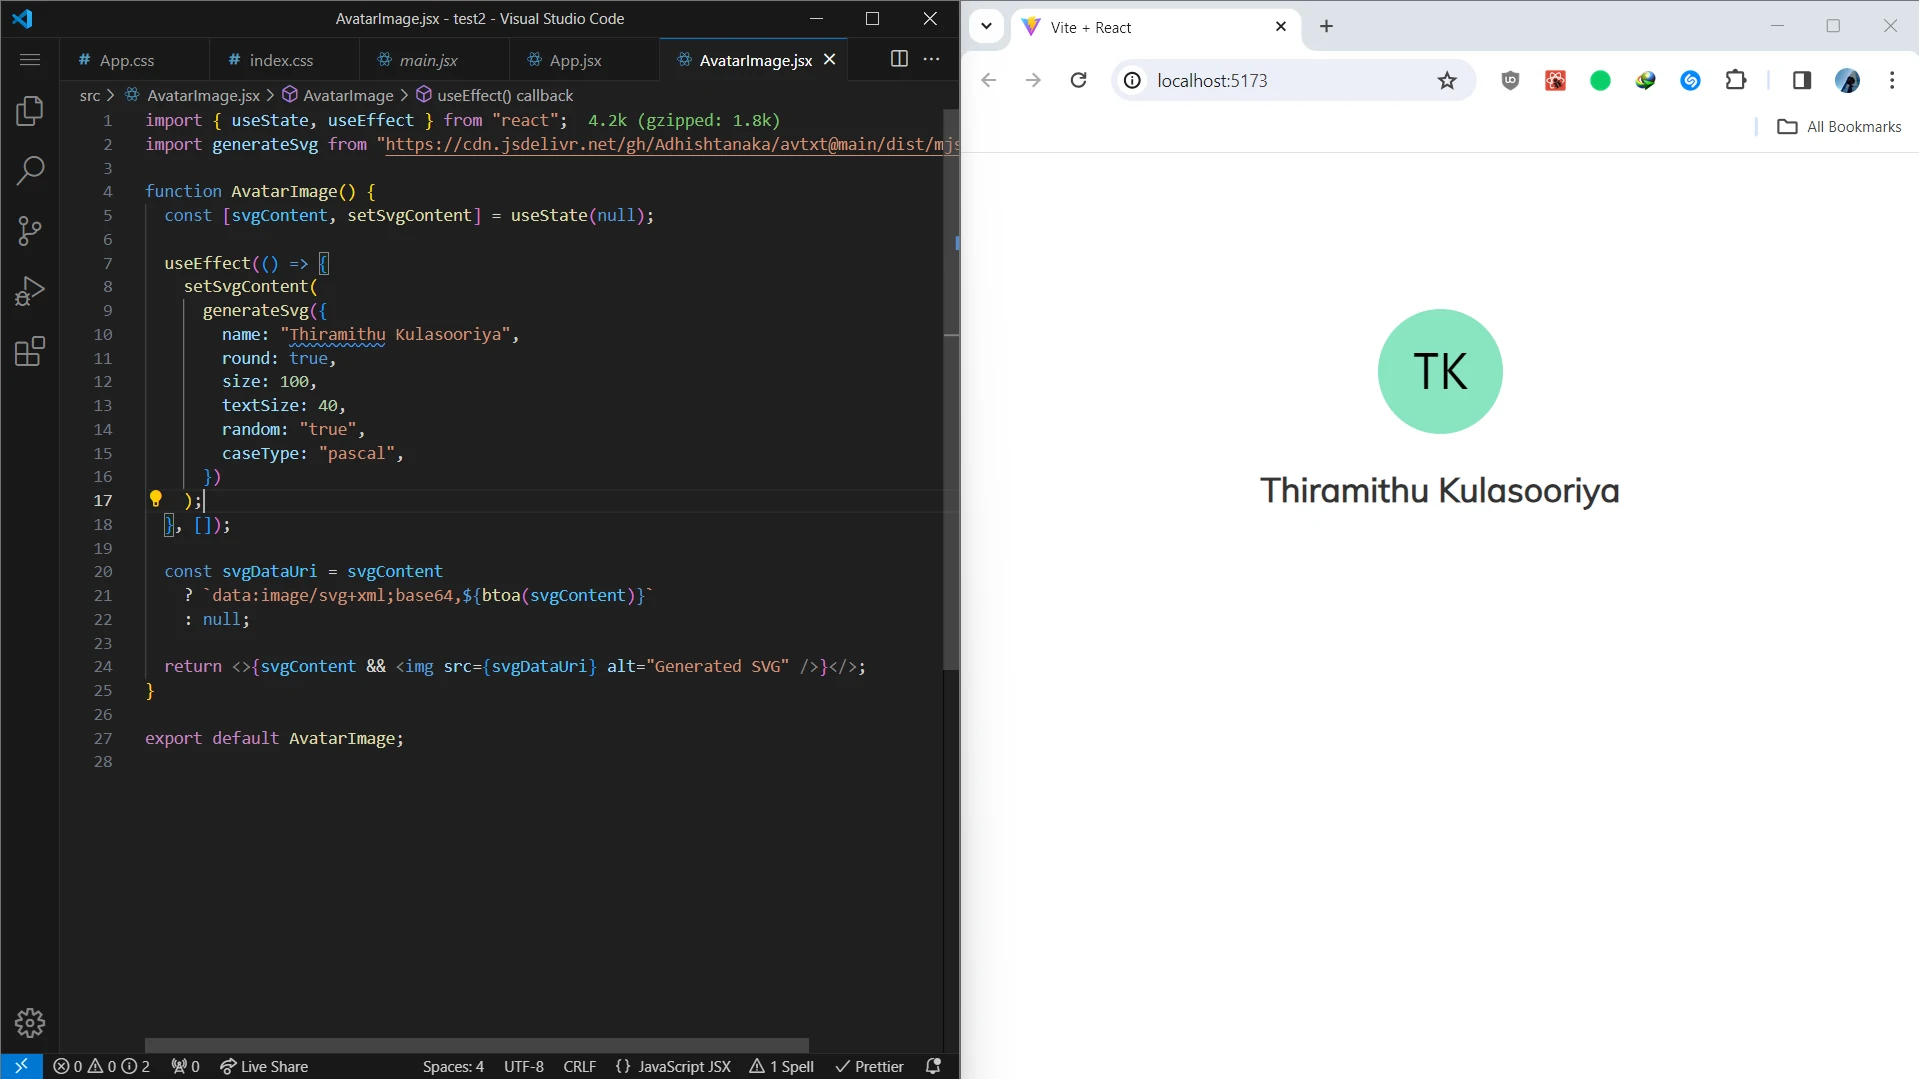 AvatarImage.jsx - test2 - Visual Studio Code
# App.css
# index.css
main.jsx
App.jsx
AvatarImage.jsx
src > AvatarImage.jsx > AvatarImage > useEffect() callback
1 import { useState, useEffect } from "react"; 4.2k (gzipped: 1.8k)
2 import generateSvg from "https://cdn.jsdelivr.net/gh/Adhishtanaka/avtxt@main/dist/mjs
3
4 function AvatarImage() {
5 const [svgContent, setSvgContent] = useState(null);
6
7 useEffect(() => {
8 setSvgContent(
9 generateSvg({
10 name: "Thiramithu Kulasooriya",
11 round: true,
12 size: 100,
13 textSize: 40,
14 random: "true",
15 caseType: "pascal",
16 })
17 );
18 }, []);
19
20 const svgDataUri = svgContent
21 ? `data:image/svg+xml;base64,${btoa(svgContent)}`
22 : null;
23
24 return <>{svgContent && <img src={svgDataUri} alt="Generated SVG" />}</>;
25 }
26
27 export default AvatarImage;
28
0 0 2 0 Live Share Spaces: 4 UTF-8 CRLF {} JavaScript JSX 1 Spell Prettier
Vite + React
localhost:5173
All Bookmarks
TK
Thiramithu Kulasooriya